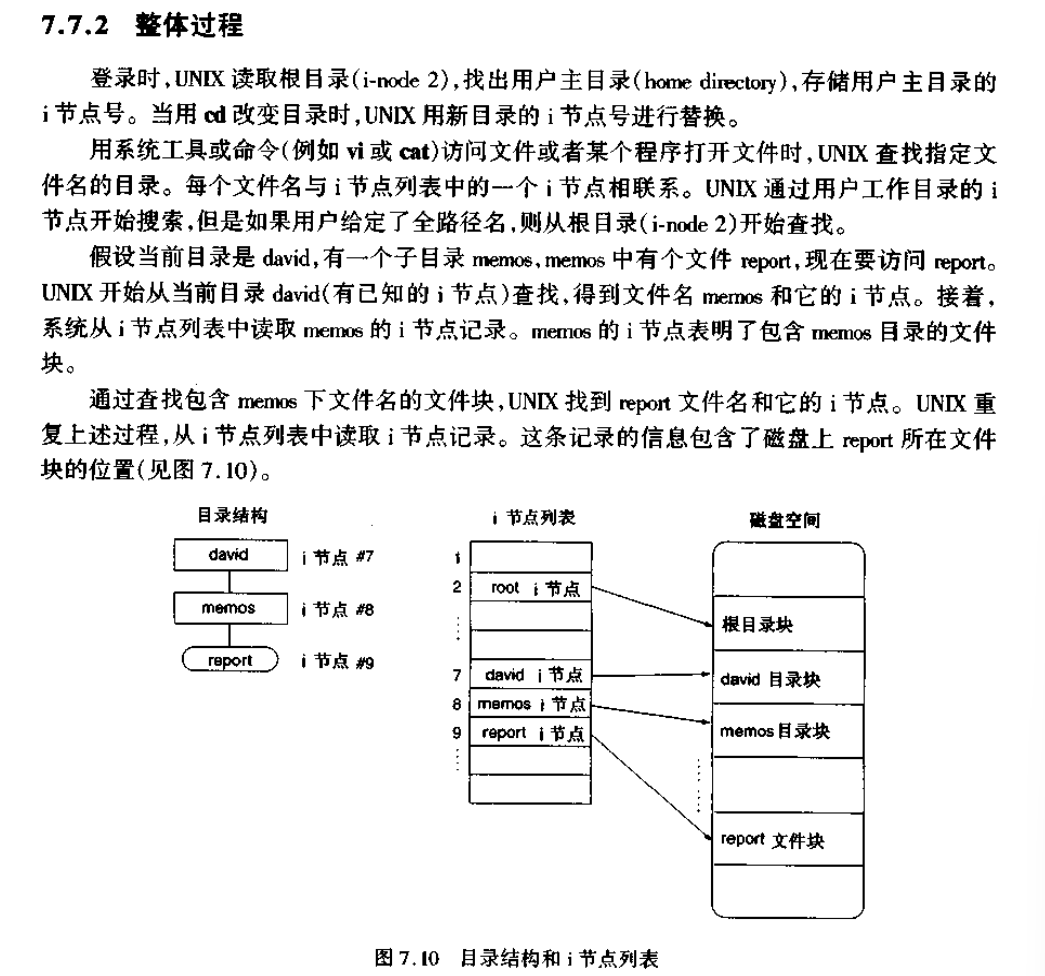 7.7.2 整体过程
登录时,UNIX 读取根目录(i-node 2),找出用户主目录(home directory),存储用户主目录的
i 节点号。当用 cd 改变目录时,UNIX 用新目录的 i 节点号进行替换。
用系统工具或命令(例如 vi 或 cat)访问文件或者某个程序打开文件时,UNIX 查找指定文
件名的目录。每个文件名与 i 节点列表中的一个 i 节点相联系。UNIX 通过用户工作目录的 i
节点开始搜索,但是如果用户给定了全路径名,则从根目录(i-node 2)开始查找。
假设当前目录是 david,有一个子目录 memos,memos 中有个文件 report,现在要访问 report。
UNIX 开始从当前目录 david(有已知的 i 节点)查找,得到文件名 memos 和它的 i 节点。接着,
系统从 i 节点列表中读取 memos 的 i 节点记录。memos 的 i 节点表明了包含 memos 目录的文件
块。
通过查找包含 memos 下文件名的文件块,UNIX 找到 report 文件名和它的 i 节点。UNIX 重
复上述过程,从 i 节点列表中读取 i 节点记录。这条记录的信息包含了磁盘上 report 所在文件
块的位置(见图 7.10)。
目录结构
david i 节点 #7
memos i 节点 #8
report i 节点 #9
i 节点列表
1
2 root i 节点
7 david i 节点
8 memos i 节点
9 report i 节点
磁盘空间
根目录块
david 目录块
memos目录块
report 文件块
图 7.10 目录结构和 i 节点列表